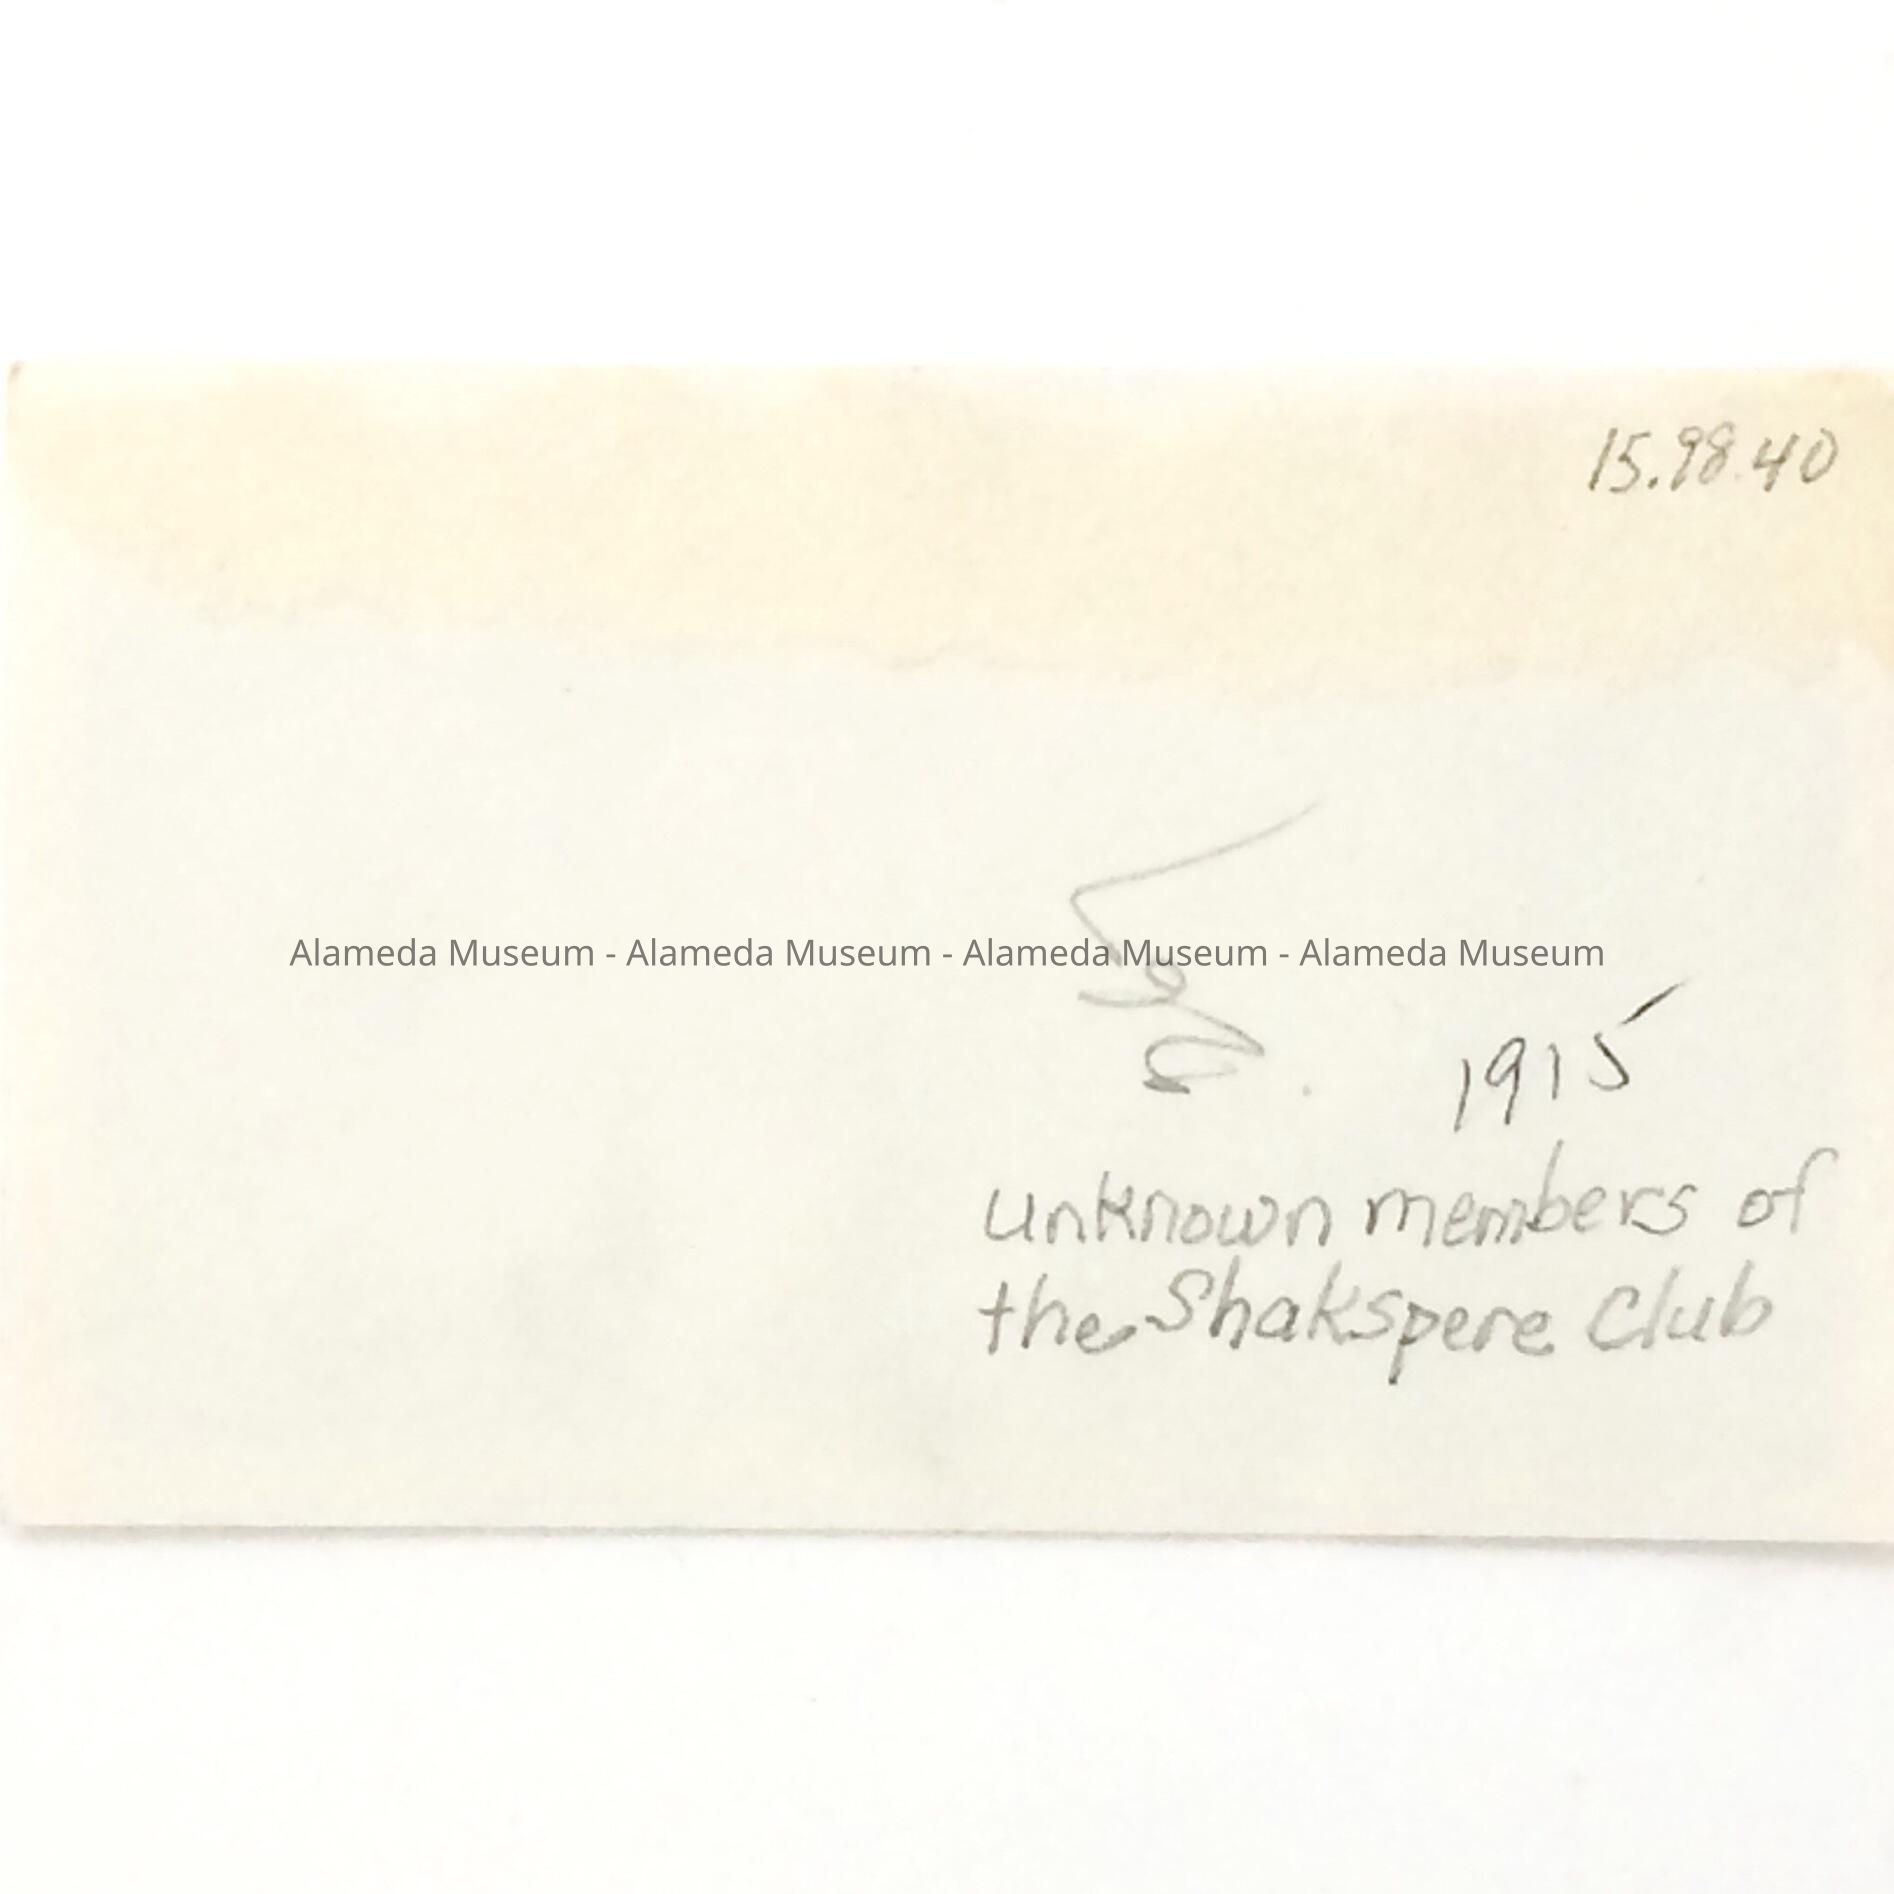 15.98.40
Alameda Museum - Alameda Museum - Alameda Museum - Alameda Museum
1915
unknown members of
the Shakspere Club